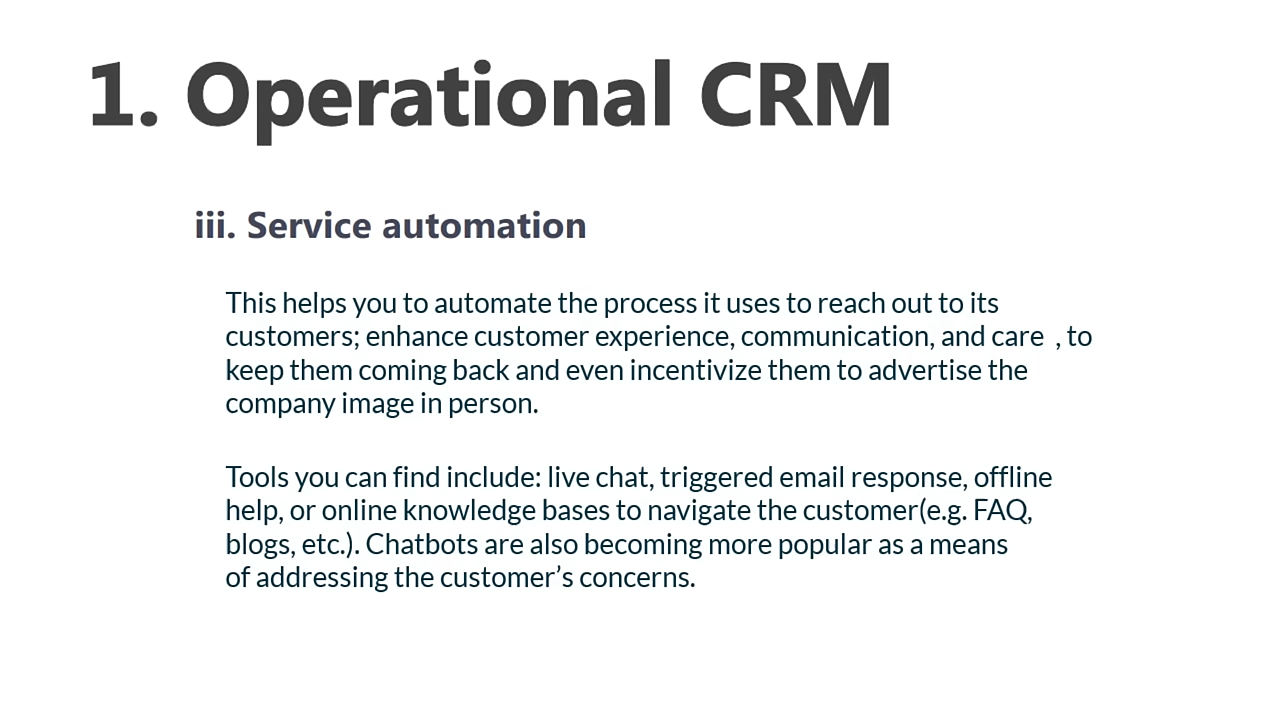 1. Operational CRM
iii. Service automation
This helps you to automate the process it uses to reach out to its
customers; enhance customer experience, communication, and care , to
keep them coming back and even incentivize them to advertise the
company image in person.
Tools you can find include: live chat, triggered email response, offline
help, or online knowledge bases to navigate the customer(e.g. FAQ,
blogs, etc.). Chatbots are also becoming more popular as a means
of addressing the customer’s concerns.